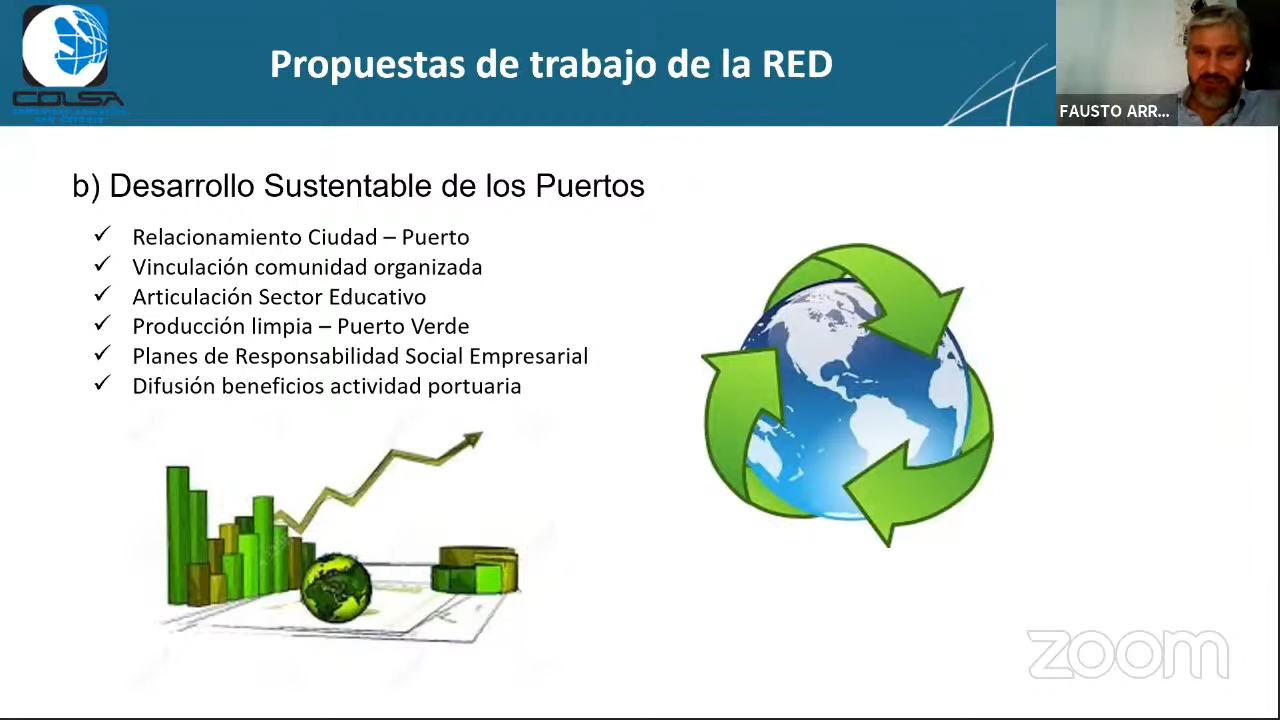 Propuestas de trabajo de la RED
COLSA
FAUSTO ARR...
b) Desarrollo Sustentable de los Puertos
✓ Relacionamiento Ciudad – Puerto
✓ Vinculación comunidad organizada
✓ Articulación Sector Educativo
✓ Producción limpia – Puerto Verde
✓ Planes de Responsabilidad Social Empresarial
✓ Difusión beneficios actividad portuaria
zoom